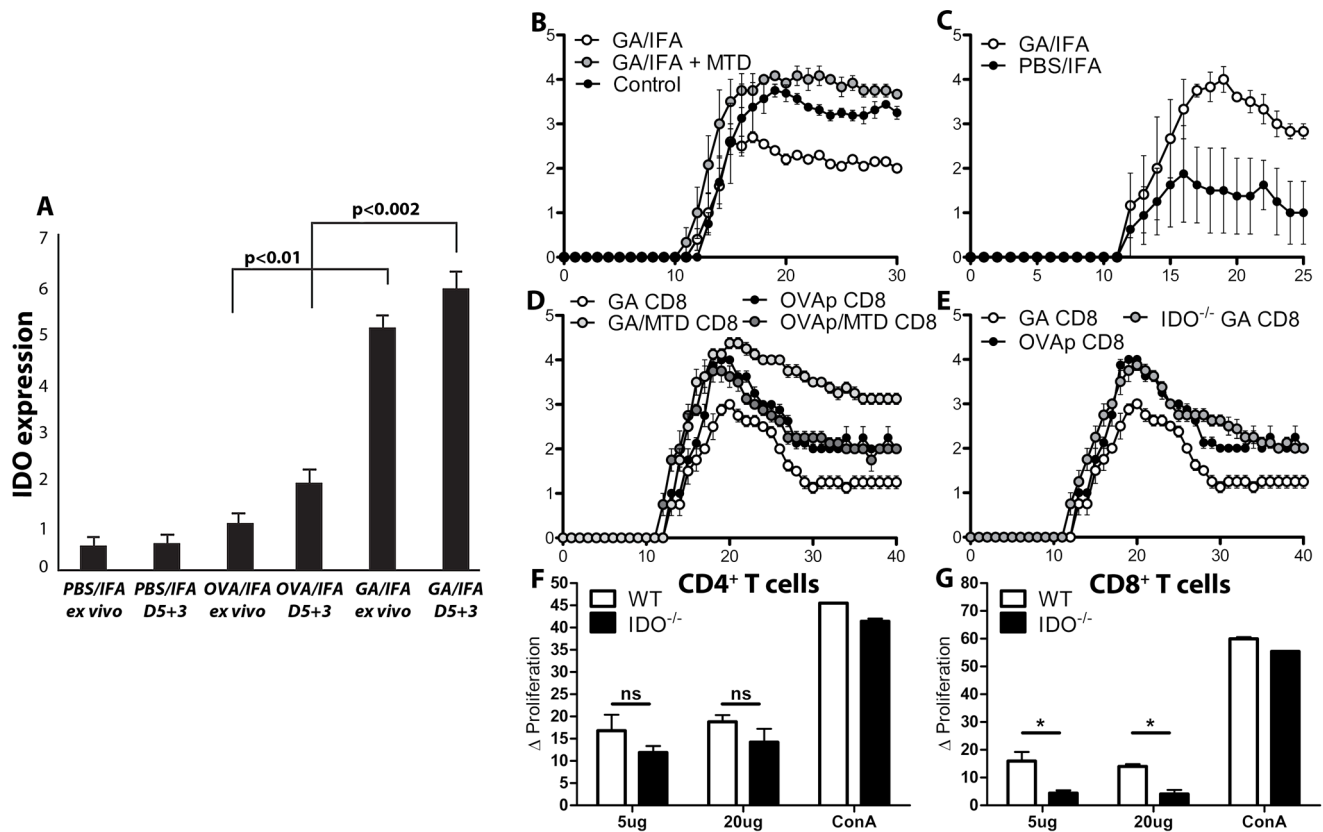 A
IDO expression
7
6
5
4
3
2
1
0
p<0.01
p<0.002
PBS/IFA
ex vivo
PBS/IFA
D5+3
OVA/IFA
ex vivo
OVA/IFA
D5+3
GA/IFA
ex vivo
GA/IFA
D5+3
B
GA/IFA
GA/IFA + MTD
Control
5
4
3
2
1
0
0 10 20 30
C
GA/IFA
PBS/IFA
5
4
3
2
1
0
0 5 10 15 20 25
D
GA CD8
GA/MTD CD8
OVAp CD8
OVAp/MTD CD8
5
4
3
2
1
0
0 10 20 30 40
E
GA CD8
OVAp CD8
IDO-/- GA CD8
5
4
3
2
1
0
0 10 20 30 40
F
CD4+ T cells
WT
IDO-/-
Δ Proliferation
50
45
40
35
30
25
20
15
10
5
0
ns
ns
5ug 20ug ConA
G
CD8+ T cells
WT
IDO-/-
Δ Proliferation
80
70
60
50
40
30
20
10
0
*
*
5ug 20ug ConA